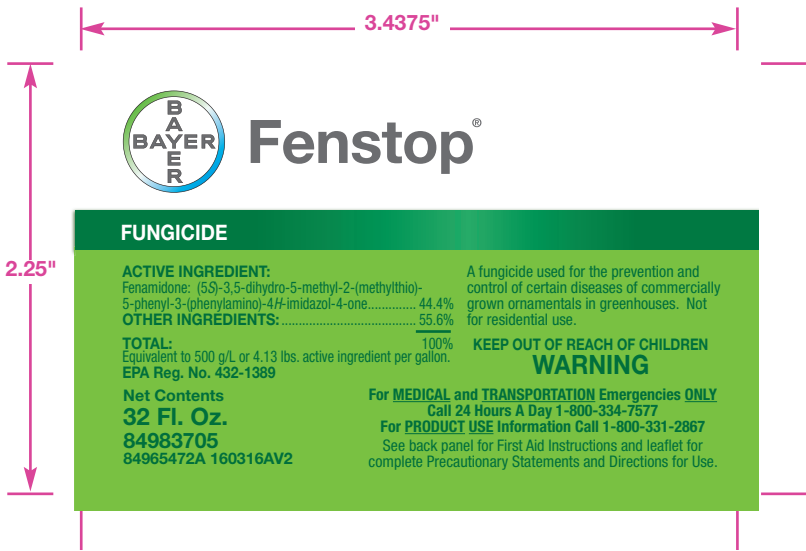 3.4375"
BAYER
BAYER
Fenstop®
2.25"
FUNGICIDE
ACTIVE INGREDIENT:
Fenamidone: (5S)-3,5-dihydro-5-methyl-2-(methylthio)-
5-phenyl-3-(phenylamino)-4H-imidazol-4-one.............. 44.4%
OTHER INGREDIENTS:....................................... 55.6%
TOTAL: 100%
Equivalent to 500 g/L or 4.13 lbs. active ingredient per gallon.
EPA Reg. No. 432-1389
Net Contents
32 Fl. Oz.
84983705
84965472A 160316AV2
A fungicide used for the prevention and
control of certain diseases of commercially
grown ornamentals in greenhouses. Not
for residential use.
KEEP OUT OF REACH OF CHILDREN
WARNING
For MEDICAL and TRANSPORTATION Emergencies ONLY
Call 24 Hours A Day 1-800-334-7577
For PRODUCT USE Information Call 1-800-331-2867
See back panel for First Aid Instructions and leaflet for
complete Precautionary Statements and Directions for Use.